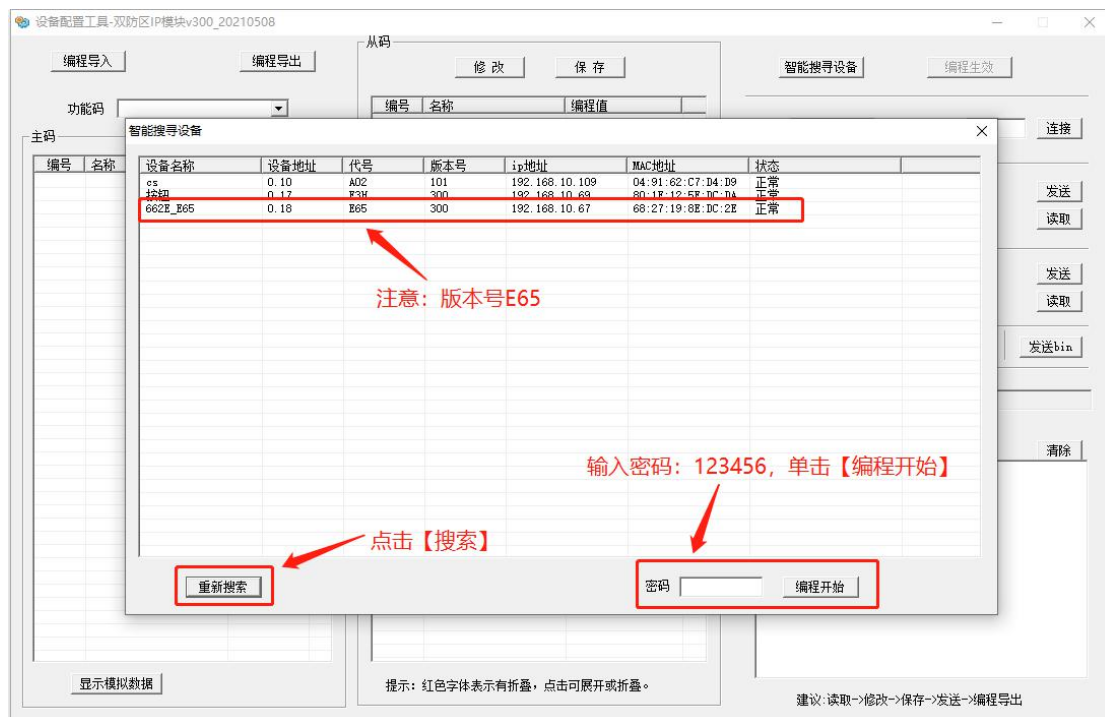 设备配置工具-双防区IP模块v300_20210508
编程导入
编程导出
从码
修 改
保 存
智能搜寻设备
编程生效
功能码
编号 名称 编程值
主码
编号 名称
智能搜寻设备
连接
设备名称 设备地址 代号 版本号 ip地址 MAC地址 状态
cs 0.10 A02 101 192.168.10.109 04:91:62:C7:D4:D9 正常
按钮 0.17 300 192.168.10.69 正常
662E_E65 0.18 E65 300 192.168.10.67 68:27:19:8E:DC:2E 正常
发送
读取
注意：版本号E65
发送
读取
发送bin
输入密码：123456，单击【编程开始】
清除
点击【搜索】
重新搜索
密码
编程开始
显示模拟数据
提示：红色字体表示有折叠，点击可展开或折叠。
建议:读取->修改->保存->发送->编程导出